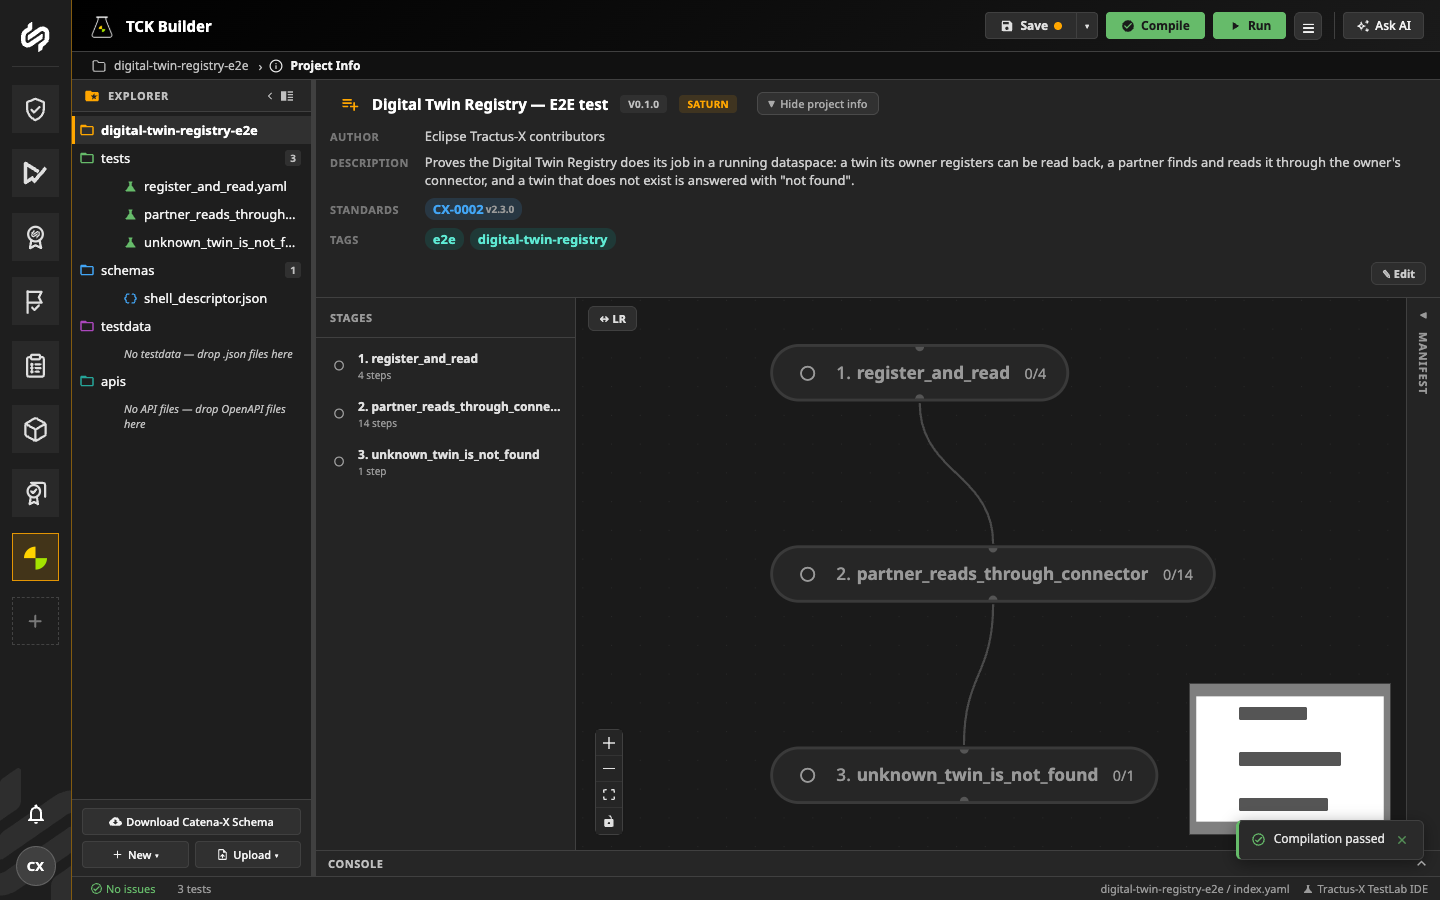 TCK Builder
Save
Compile
Run
Ask AI
digital-twin-registry-e2e › Project Info
EXPLORER
digital-twin-registry-e2e
tests 3
register_and_read.yaml
partner_reads_through...
unknown_twin_is_not_f...
schemas 1
shell_descriptor.json
testdata
No testdata — drop .json files here
apis
No API files — drop OpenAPI files
here
Download Catena-X Schema
New
Upload
CX
Digital Twin Registry — E2E test V0.1.0 SATURN Hide project info
AUTHOR Eclipse Tractus-X contributors
DESCRIPTION Proves the Digital Twin Registry does its job in a running dataspace: a twin its owner registers can be read back, a partner finds and reads it through the owner's
connector, and a twin that does not exist is answered with "not found".
STANDARDS CX-0002 v2.3.0
TAGS e2e digital-twin-registry
Edit
STAGES
1. register_and_read
4 steps
2. partner_reads_through_conne...
14 steps
3. unknown_twin_is_not_found
1 step
LR
1. register_and_read 0/4
2. partner_reads_through_connector 0/14
3. unknown_twin_is_not_found 0/1
MANIFEST
Compilation passed
CONSOLE
No issues 3 tests
digital-twin-registry-e2e / index.yaml Tractus-X TestLab IDE